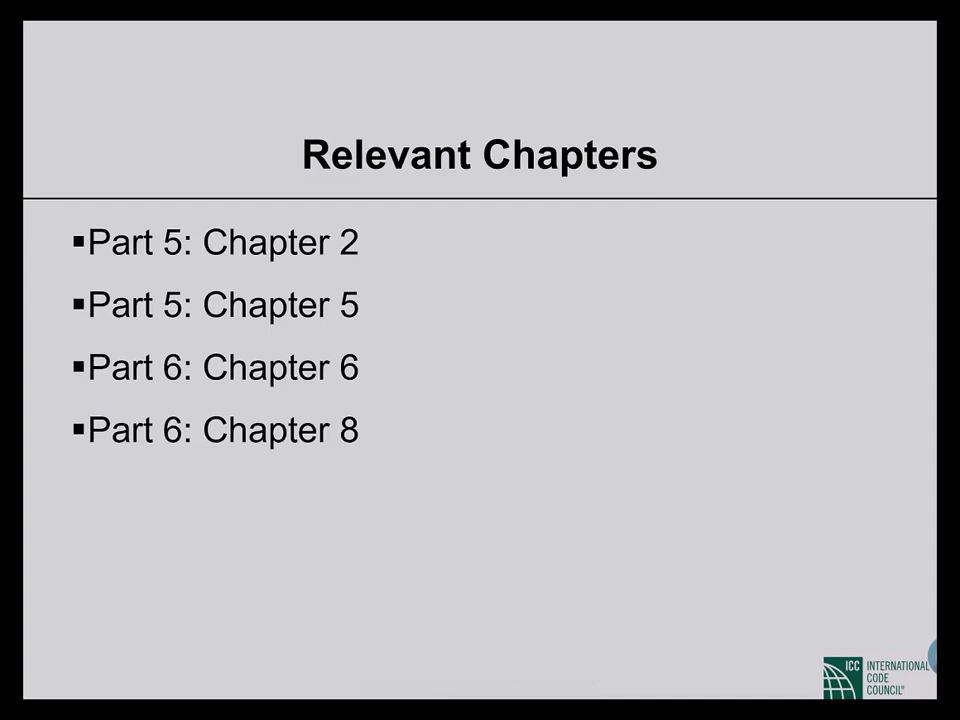 Relevant Chapters
▪Part 5: Chapter 2
▪Part 5: Chapter 5
▪Part 6: Chapter 6
▪Part 6: Chapter 8
ICC INTERNATIONAL
CODE
COUNCIL®